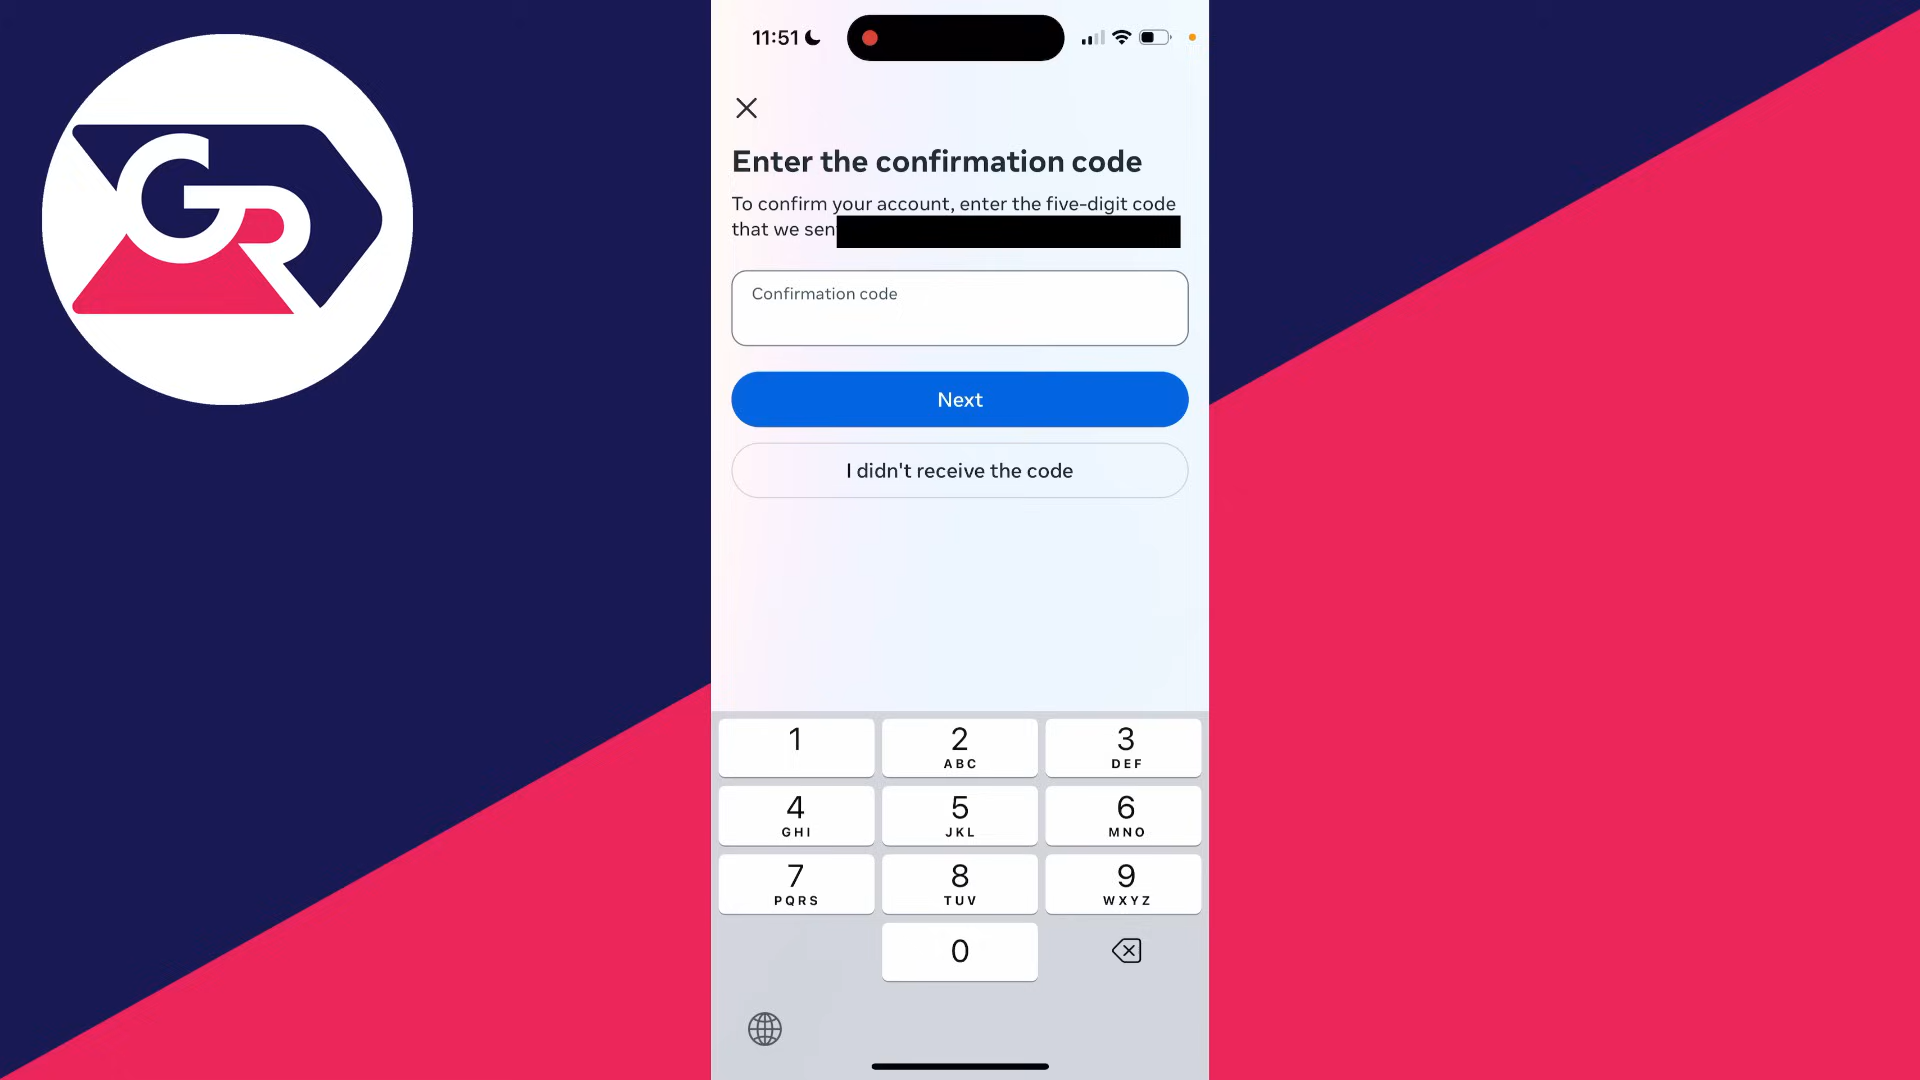 GR
11:51
Enter the confirmation code
To confirm your account, enter the five-digit code
that we sen
Confirmation code
Next
I didn't receive the code
1
2
ABC
3
DEF
4
GHI
5
JKL
6
MNO
7
PQRS
8
TUV
9
WXYZ
0